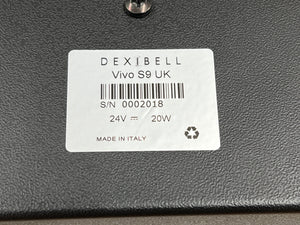 DEXIBELL
Vivo S9 UK
S/N 0002018
24V ⎓ 20W
MADE IN ITALY